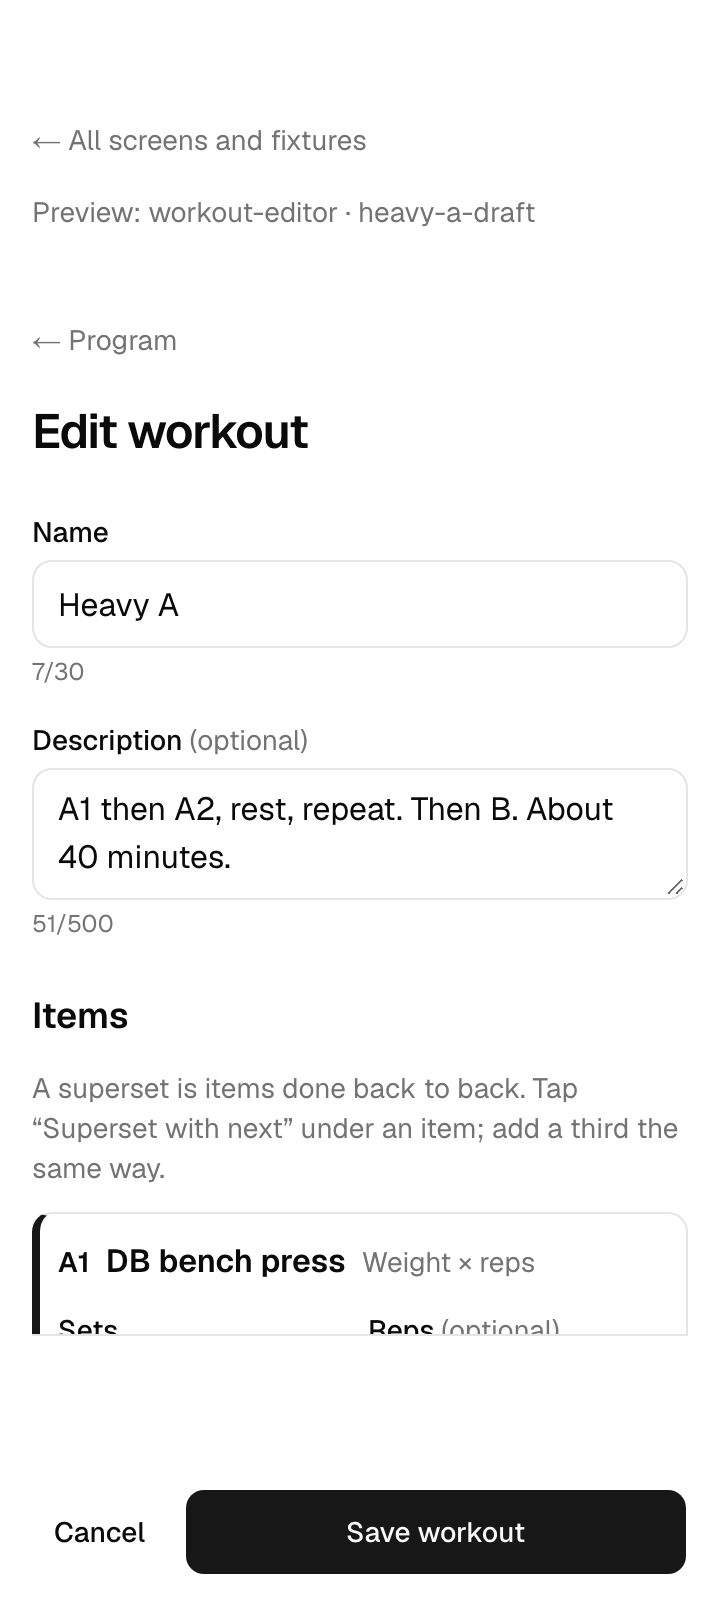 ← All screens and fixtures
Preview: workout-editor · heavy-a-draft
← Program
Edit workout
Name
Heavy A
7/30
Description (optional)
A1 then A2, rest, repeat. Then B. About
40 minutes.
51/500
Items
A superset is items done back to back. Tap
“Superset with next” under an item; add a third the
same way.
A1 DB bench press Weight × reps
Sets Reps (optional)
Cancel Save workout